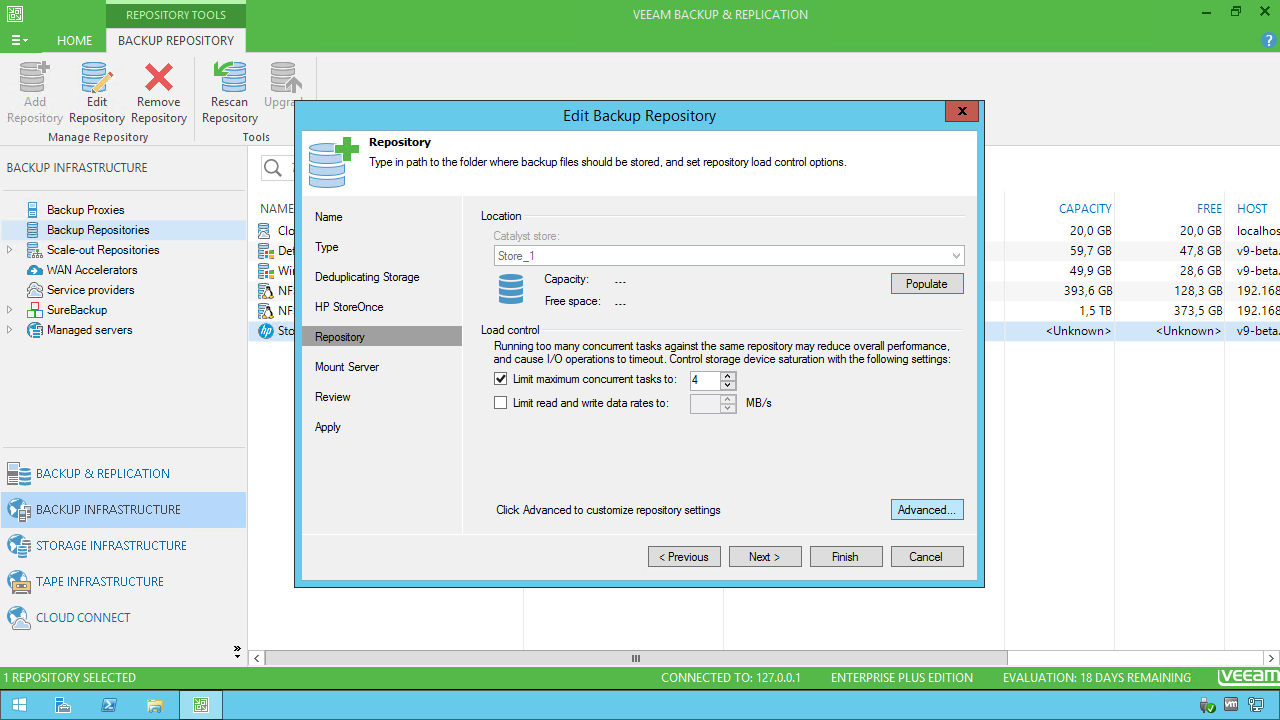 REPOSITORY TOOLS
VEEAM BACKUP & REPLICATION
HOME
BACKUP REPOSITORY
Add Repository
Edit Repository
Remove Repository
Rescan Repository
Manage Repository
Tools
Edit Backup Repository
Repository
Type in path to the folder where backup files should be stored, and set repository load control options.
BACKUP INFRASTRUCTURE
Backup Proxies
Backup Repositories
Scale-out Repositories
WAN Accelerators
Service providers
SureBackup
Managed servers
BACKUP & REPLICATION
BACKUP INFRASTRUCTURE
STORAGE INFRASTRUCTURE
TAPE INFRASTRUCTURE
CLOUD CONNECT
NAME
CAPACITY FREE HOST
20,0 GB 20,0 GB localhos
59,7 GB 47,8 GB v9-beta.
49,9 GB 28,6 GB v9-beta.
NF 393,6 GB 128,3 GB 192.168
NF 1,5 TB 373,5 GB 192.168
hp Sto <Unknown> <Unknown> v9-beta.
Name
Type
Deduplicating Storage
HP StoreOnce
Repository
Mount Server
Review
Apply
Location
Catalyst store:
Store_1
Capacity: ---
Free space: ---
Populate
Load control
Running too many concurrent tasks against the same repository may reduce overall performance,
and cause I/O operations to timeout. Control storage device saturation with the following settings:
Limit maximum concurrent tasks to: 4
Limit read and write data rates to: MB/s
Click Advanced to customize repository settings
Advanced...
< Previous
Next >
Finish
Cancel
1 REPOSITORY SELECTED
CONNECTED TO: 127.0.0.1
ENTERPRISE PLUS EDITION
EVALUATION: 18 DAYS REMAINING
veeam